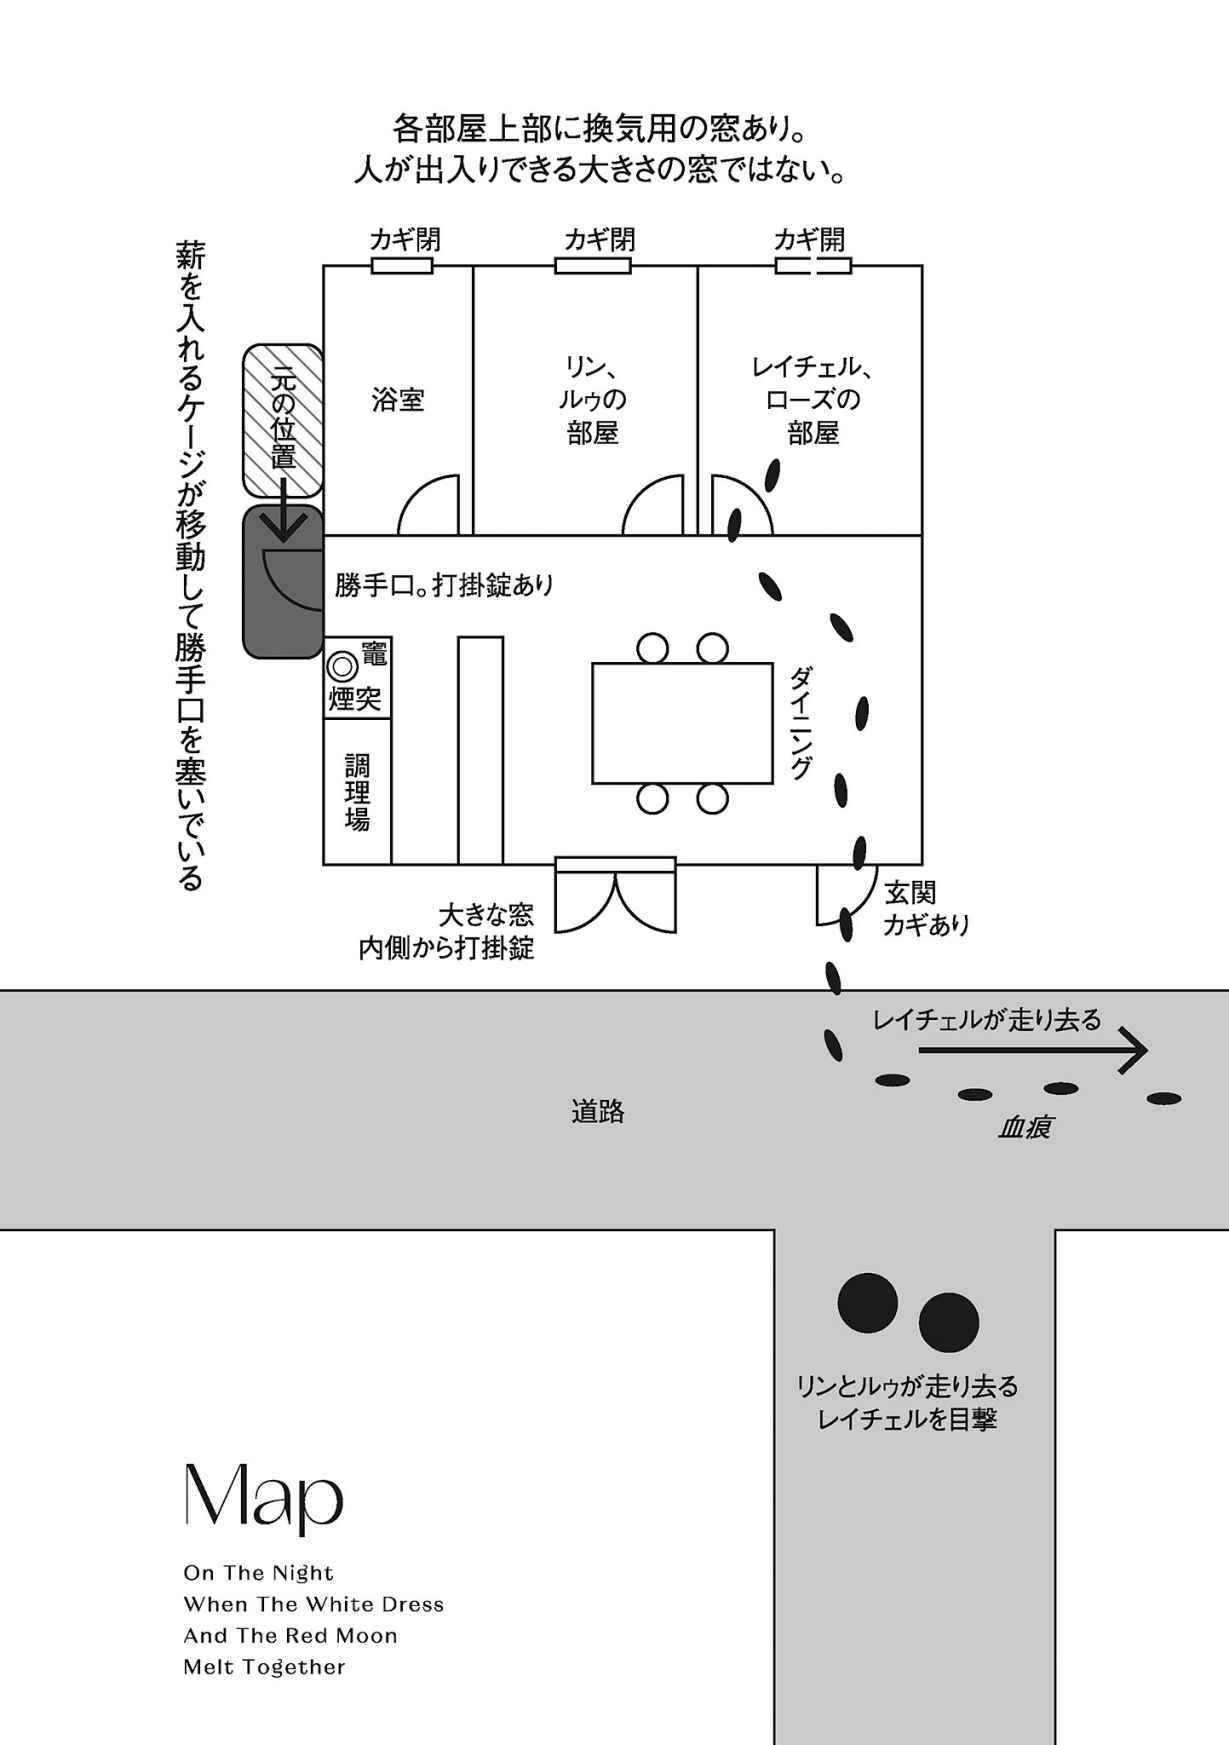 各部屋上部に換気用の窓あり。
人が出入りできる大きさの窓ではない。
カギ閉
カギ閉
カギ開
薪を入れるケージが移動して勝手口を塞いでいる
元の位置
浴室
リン、
ルゥの
部屋
レイチェル、
ローズの
部屋
勝手口。打掛錠あり
竈
煙突
調理場
ダイニング
大きな窓
内側から打掛錠
玄関
カギあり
レイチェルが走り去る
道路
血痕
リンとルゥが走り去る
レイチェルを目撃
Map
On The Night
When The White Dress
And The Red Moon
Melt Together